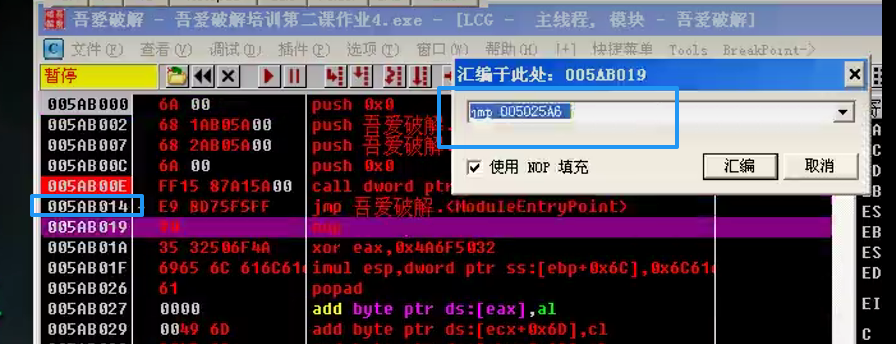 吾爱破解 - 吾爱破解培训第二课作业4.exe - [LCG - 主线程, 模块 - 吾爱破解]
C 文件(F) 查看(V) 调试(D) 插件(P) 选项(T) 窗口(W) 帮助(H) [+] 快捷菜单 Tools BreakPoint->
暂停
汇编于此处: 005AB019
jmp 005025A6
使用 NOP 填充
汇编 取消
005AB000 6A 00 push 0x0
005AB002 68 1AB05A00 push 吾爱破解.
005AB007 68 2AB05A00 push 吾爱破解
005AB00C 6A 00 push 0x0
005AB00E FF15 87A15A00 call dword ptr
005AB014 E9 BD75F5FF jmp 吾爱破解.<ModuleEntryPoint>
005AB019 nop
005AB01A 35 32506F4A xor eax,0x4A6F5032
005AB01F 6965 6C 616C61 imul esp,dword ptr ss:[ebp+0x6C],0x6C61
005AB026 61 popad
005AB027 0000 add byte ptr ds:[eax],al
005AB029 0049 6D add byte ptr ds:[ecx+0x6D],cl
A
C
D
EB
ES
EB
ES
ED
EI
C